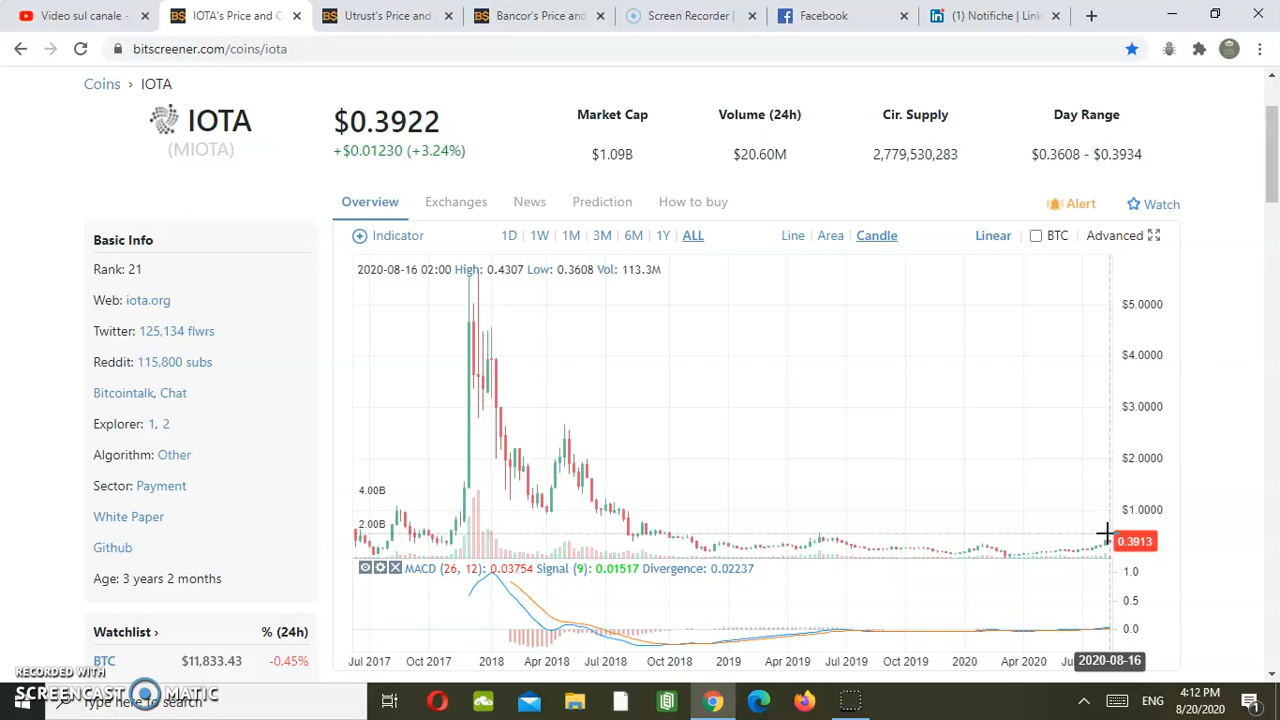 Video sul canale -
IOTA's Price and C
Utrust's Price and
Bancor's Price and
Screen Recorder |
Facebook
(1) Notifiche | Link
bitscreener.com/coins/iota
Coins › IOTA
IOTA
(MIOTA)
$0.3922
+$0.01230 (+3.24%)
Market Cap
$1.09B
Volume (24h)
$20.60M
Cir. Supply
2,779,530,283
Day Range
$0.3608 - $0.3934
Overview Exchanges News Prediction How to buy
Alert Watch
Basic Info
Rank: 21
Web: iota.org
Twitter: 125,134 flwrs
Reddit: 115,800 subs
Bitcointalk, Chat
Explorer: 1, 2
Algorithm: Other
Sector: Payment
White Paper
Github
Age: 3 years 2 months
Watchlist › % (24h)
BTC $11,833.43 -0.45%
Indicator 1D 1W 1M 3M 6M 1Y ALL Line Area Candle Linear BTC Advanced
2020-08-16 02:00 High: 0.4307 Low: 0.3608 Vol: 113.3M
$5.0000
$4.0000
$3.0000
$2.0000
$1.0000
0.3913
4.00B
2.00B
MACD (26, 12): 0.03754 Signal (9): 0.01517 Divergence: 0.02237
1.0
0.5
0.0
Jul 2017 Oct 2017 2018 Apr 2018 Jul 2018 Oct 2018 2019 Apr 2019 Jul 2019 Oct 2019 2020 Apr 2020 2020-08-16
RECORDED WITH
SCREENCAST MATIC
Type here to search
ENG
4:12 PM
8/20/2020
1